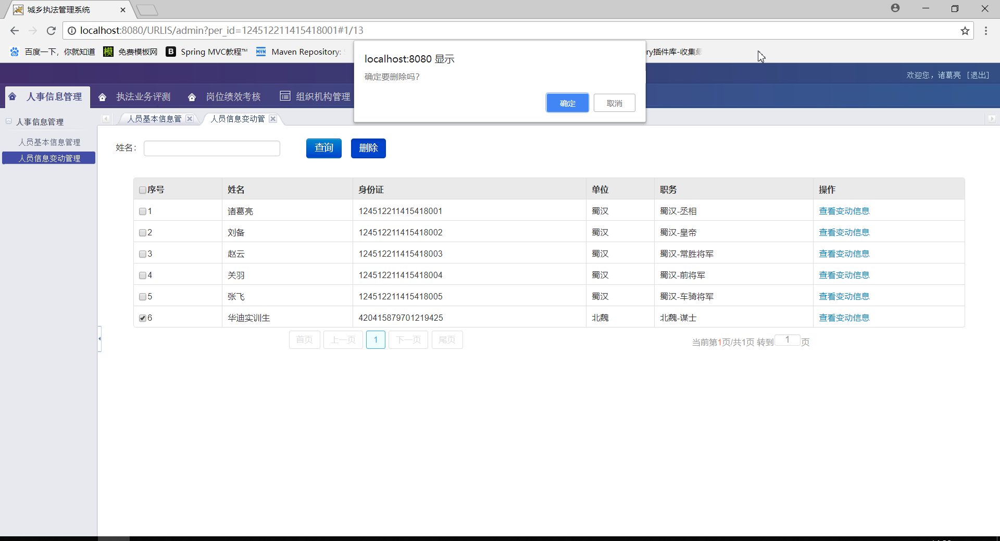 城乡执法管理系统
localhost:8080/URLIS/admin?per_id=124512211415418001#1/13
百度一下，你就知道 模 免费模板网 B Spring MVC教程™ MVN Maven Repository: ry插件库-收集
localhost:8080 显示
确定要删除吗?
确定 取消
欢迎您，诸葛亮 [退出]
人事信息管理 执法业务评测 岗位绩效考核 组织机构管理
人事信息管理
人员基本信息管理
人员信息变动管理
人员基本信息管 人员信息变动管
姓名： 查询 删除
序号 姓名 身份证 单位 职务 操作
1 诸葛亮 124512211415418001 蜀汉 蜀汉-丞相 查看变动信息
2 刘备 124512211415418002 蜀汉 蜀汉-皇帝 查看变动信息
3 赵云 124512211415418003 蜀汉 蜀汉-常胜将军 查看变动信息
4 关羽 124512211415418004 蜀汉 蜀汉-前将军 查看变动信息
5 张飞 124512211415418005 蜀汉 蜀汉-车骑将军 查看变动信息
6 华迪实训生 420415879701219425 北魏 北魏-谋士 查看变动信息
首页 上一页 1 下一页 尾页 当前第1页/共1页 转到 1 页